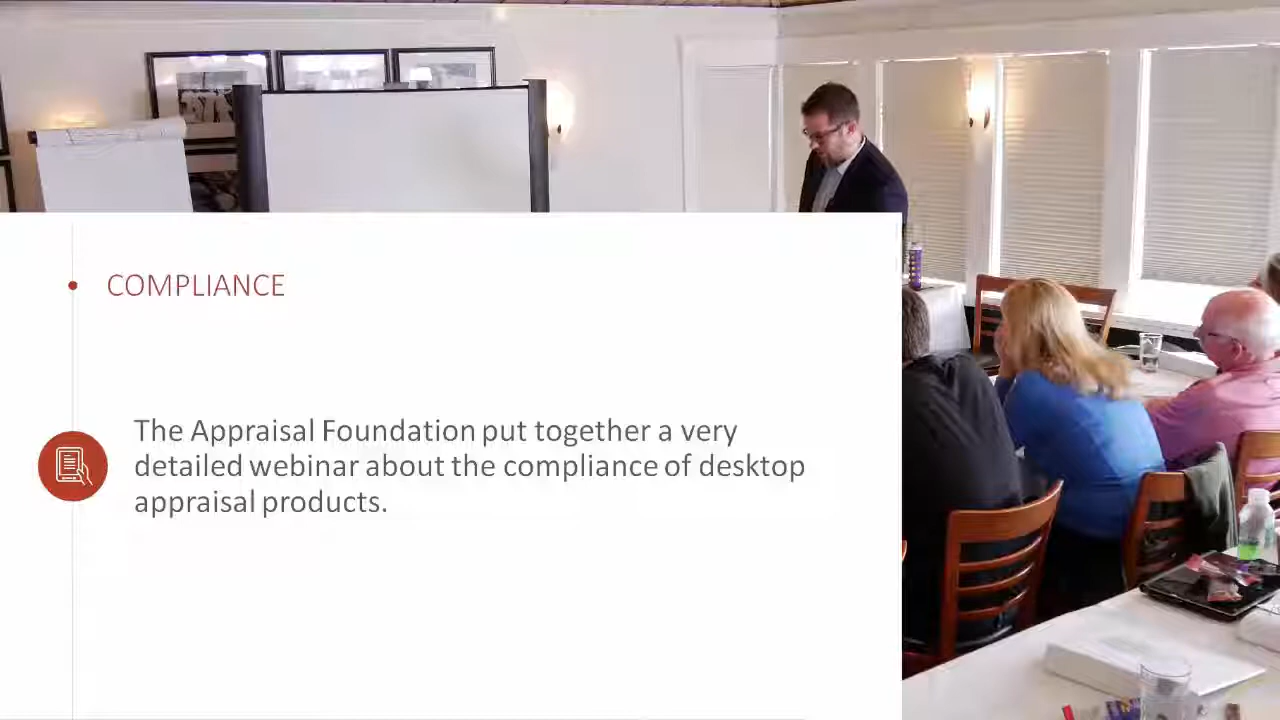 COMPLIANCE
The Appraisal Foundation put together a very
detailed webinar about the compliance of desktop
appraisal products.